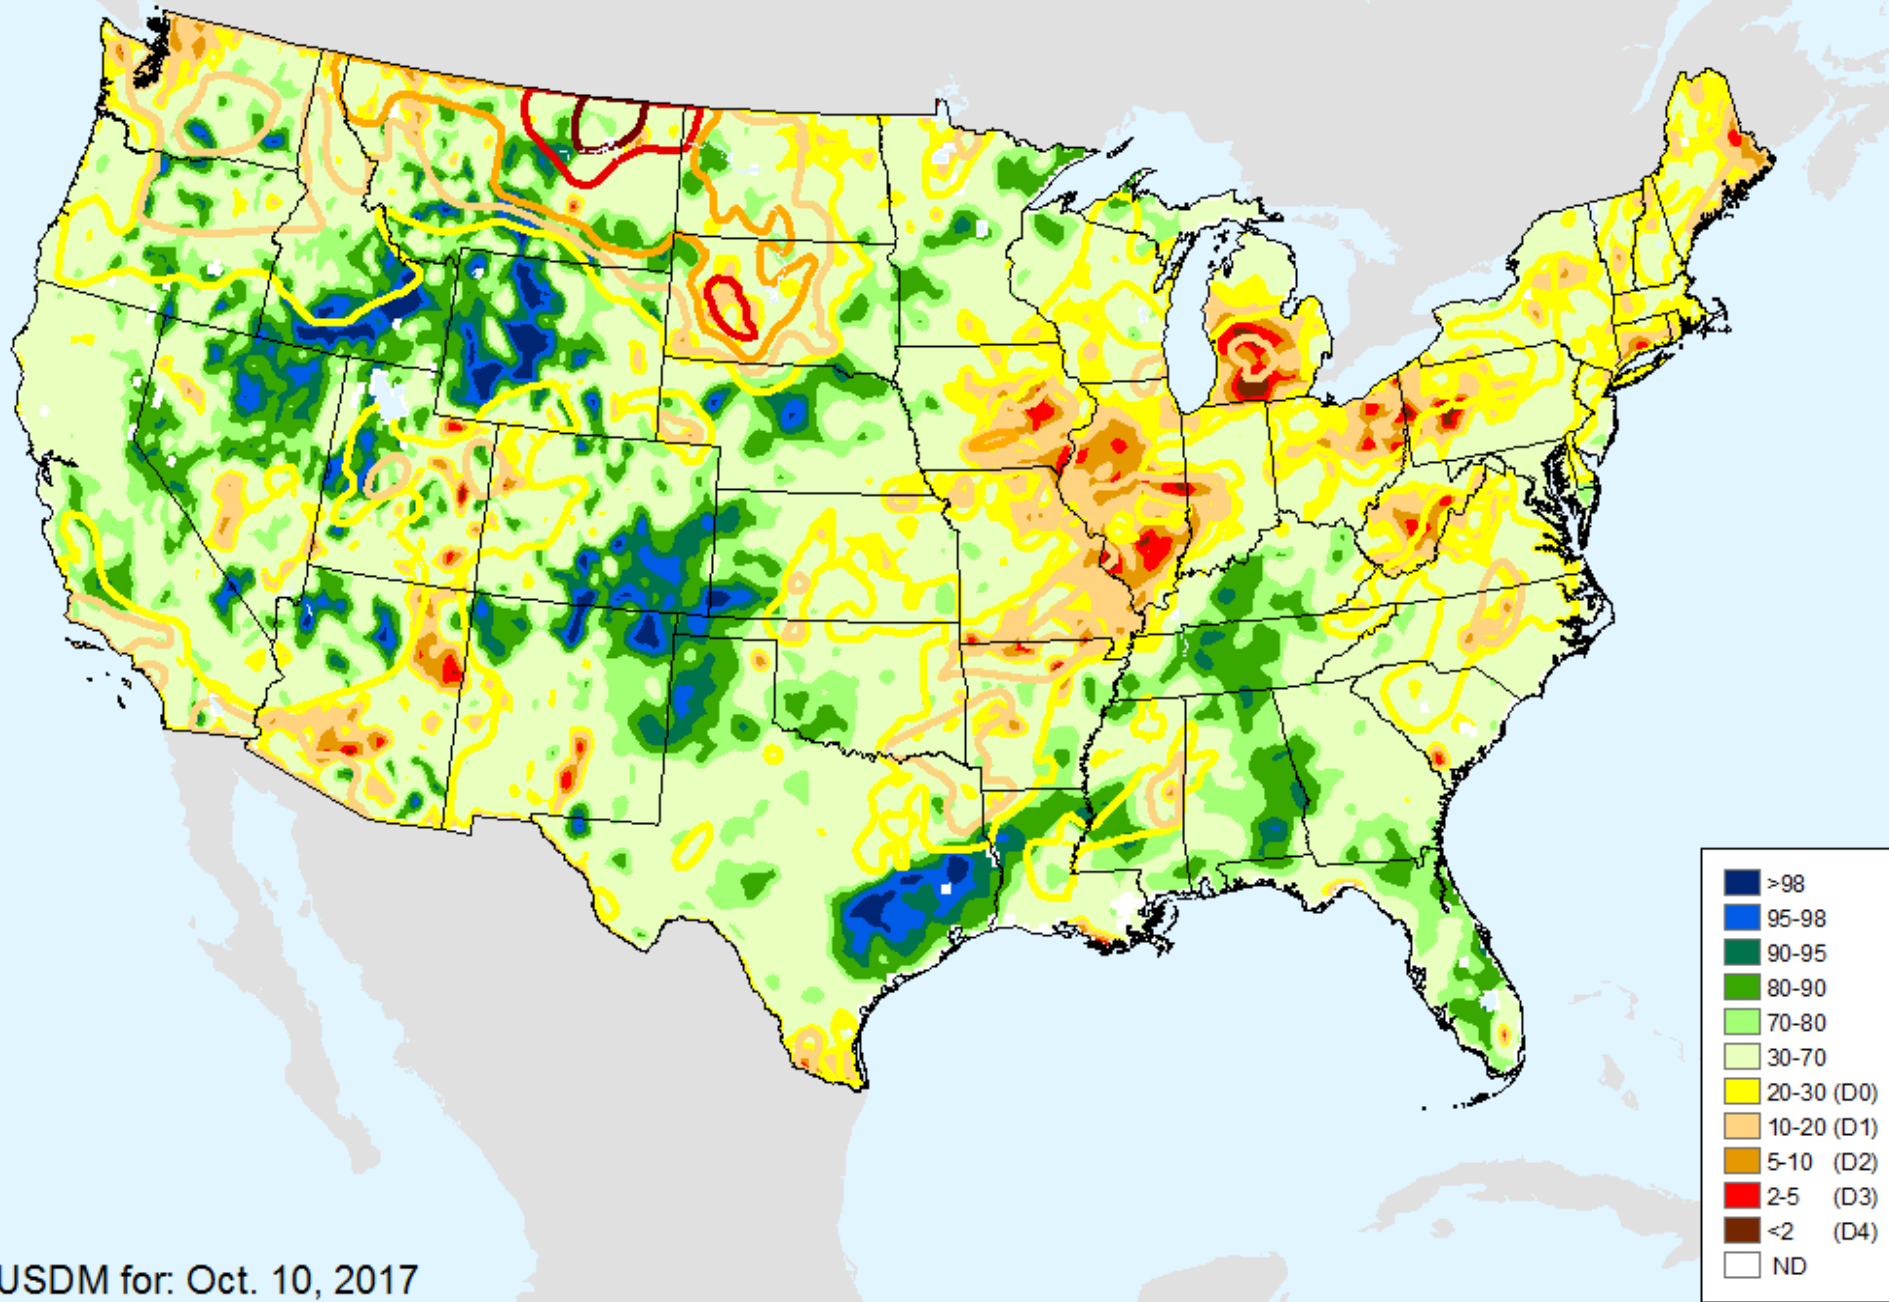 >98
95-98
90-95
80-90
70-80
30-70
20-30 (D0)
10-20 (D1)
5-10 (D2)
2-5 (D3)
<2 (D4)
ND
USDM for: Oct. 10, 2017